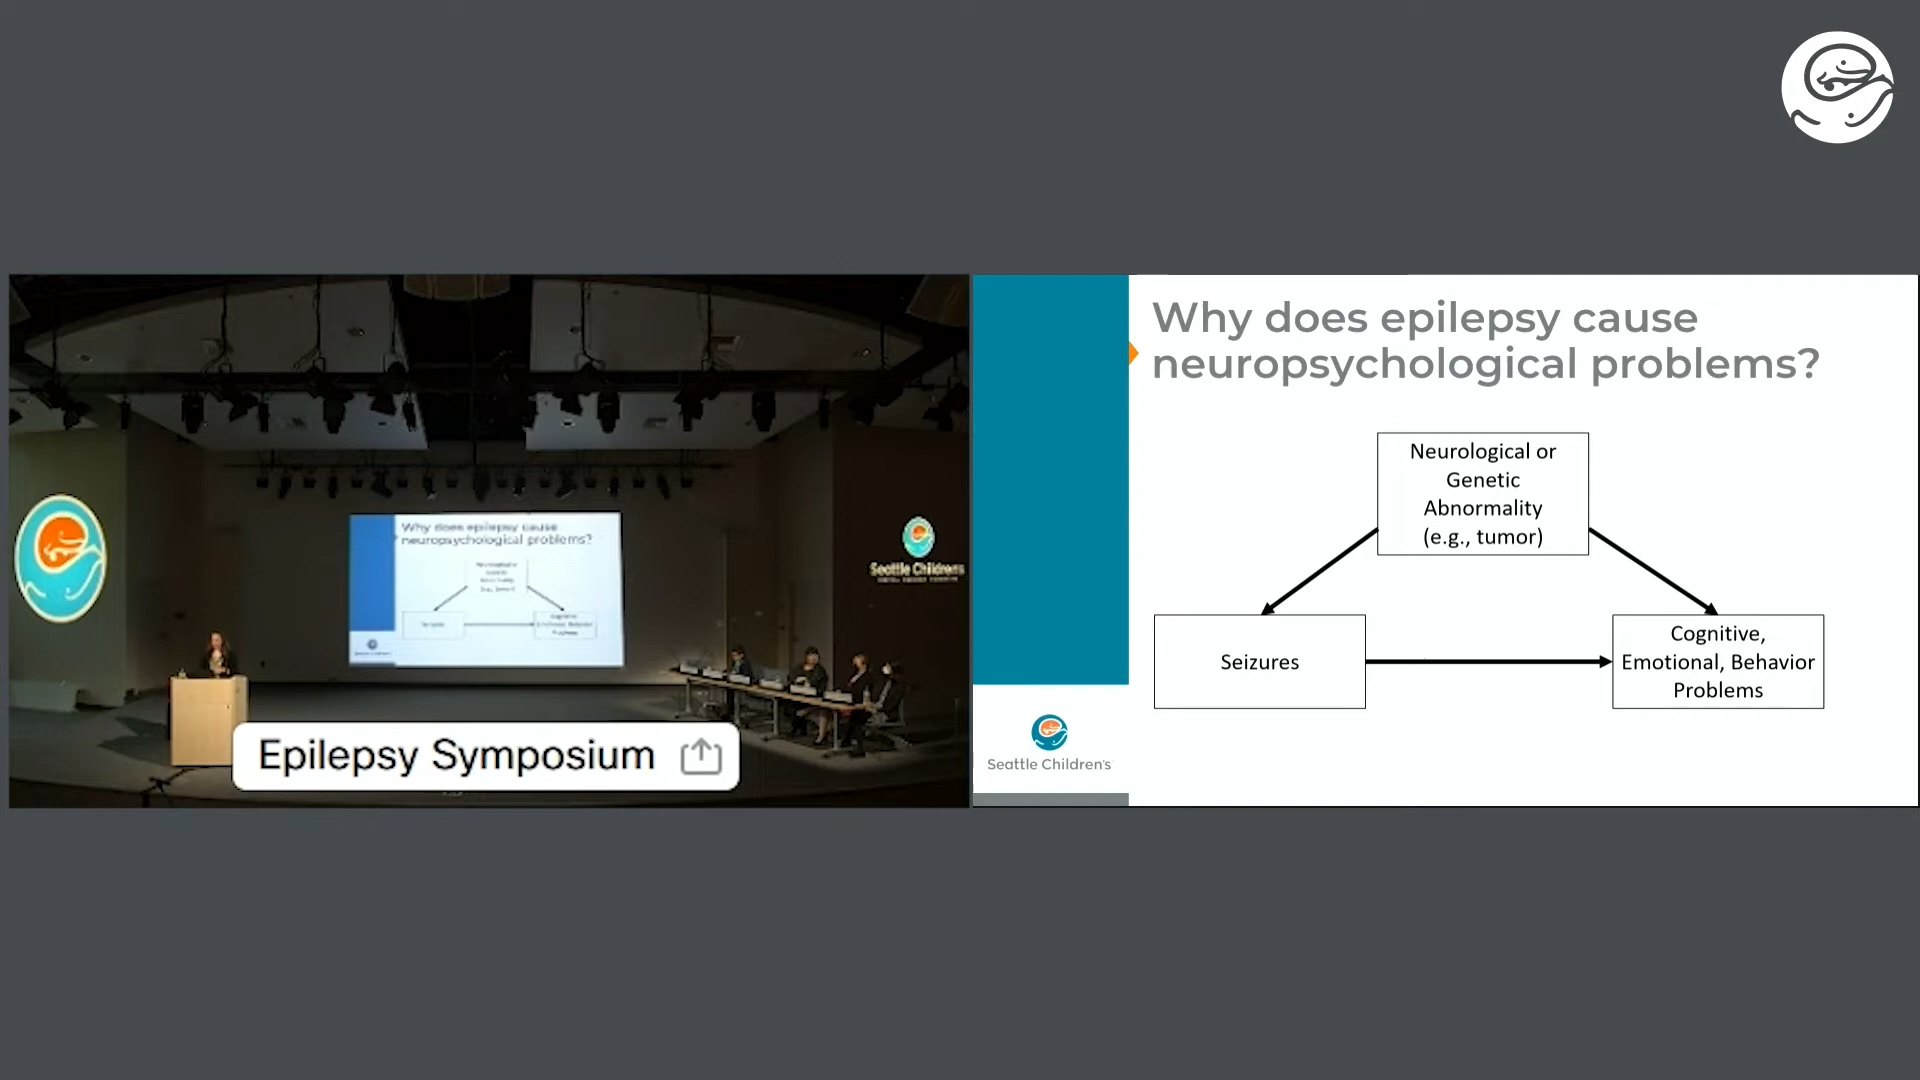 Why does epilepsy cause
neuropsychological problems?
Seattle Children's
Epilepsy Symposium
Why does epilepsy cause
neuropsychological problems?
Neurological or
Genetic
Abnormality
(e.g., tumor)
Seizures
Cognitive,
Emotional, Behavior
Problems
Seattle Children's